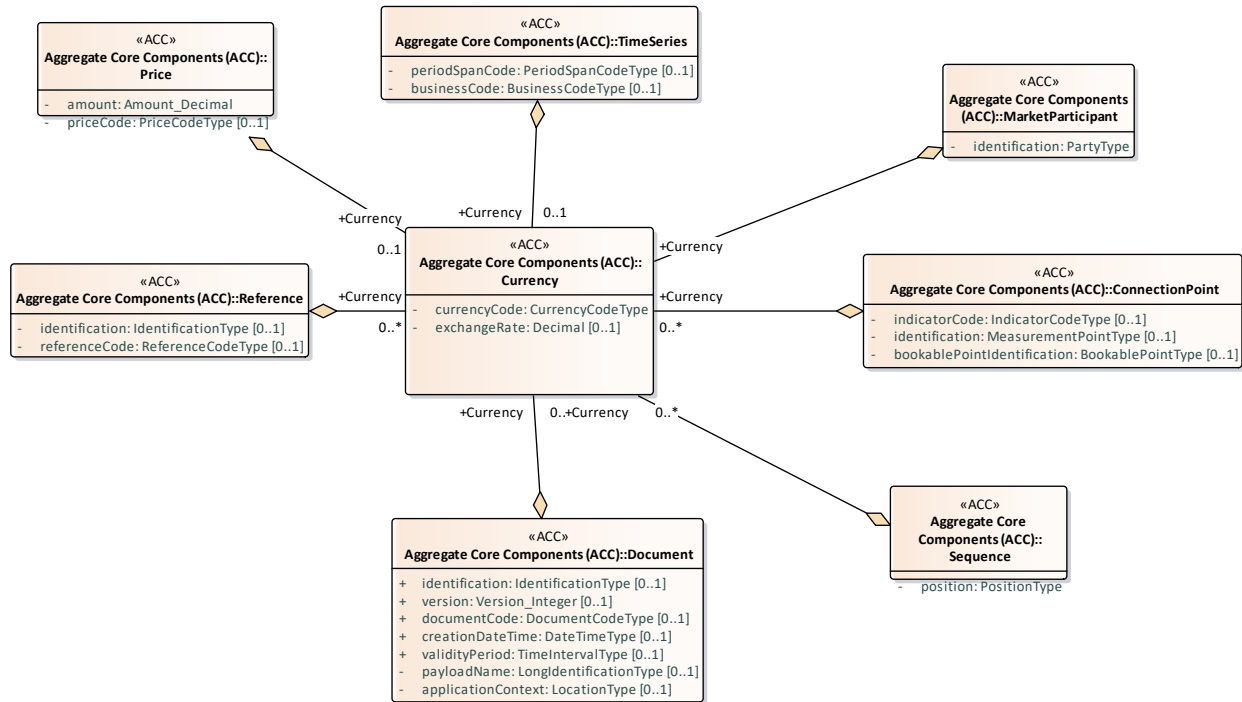 «ACC»
Aggregate Core Components (ACC)::
Price
- amount: Amount_Decimal
- priceCode: PriceCodeType [0..1]
«ACC»
Aggregate Core Components (ACC)::TimeSeries
- periodSpanCode: PeriodSpanCodeType [0..1]
- businessCode: BusinessCodeType [0..1]
«ACC»
Aggregate Core Components
(ACC)::MarketParticipant
- identification: PartyType
+Currency
0..1
+Currency 0..1
+Currency
«ACC»
Aggregate Core Components (ACC)::Reference
- identification: IdentificationType [0..1]
- referenceCode: ReferenceCodeType [0..1]
+Currency
0..*
«ACC»
Aggregate Core Components (ACC)::
Currency
- currencyCode: CurrencyCodeType
- exchangeRate: Decimal [0..1]
+Currency
0..*
«ACC»
Aggregate Core Components (ACC)::ConnectionPoint
- indicatorCode: IndicatorCodeType [0..1]
- identification: MeasurementPointType [0..1]
- bookablePointIdentification: BookablePointType [0..1]
+Currency 0..+Currency 0..*
«ACC»
Aggregate Core
Components (ACC)::
Sequence
- position: PositionType
«ACC»
Aggregate Core Components (ACC)::Document
+ identification: IdentificationType [0..1]
+ version: Version_Integer [0..1]
+ documentCode: DocumentCodeType [0..1]
+ creationDateTime: DateTimeType [0..1]
+ validityPeriod: TimeIntervalType [0..1]
- payloadName: LongIdentificationType [0..1]
- applicationContext: LocationType [0..1]